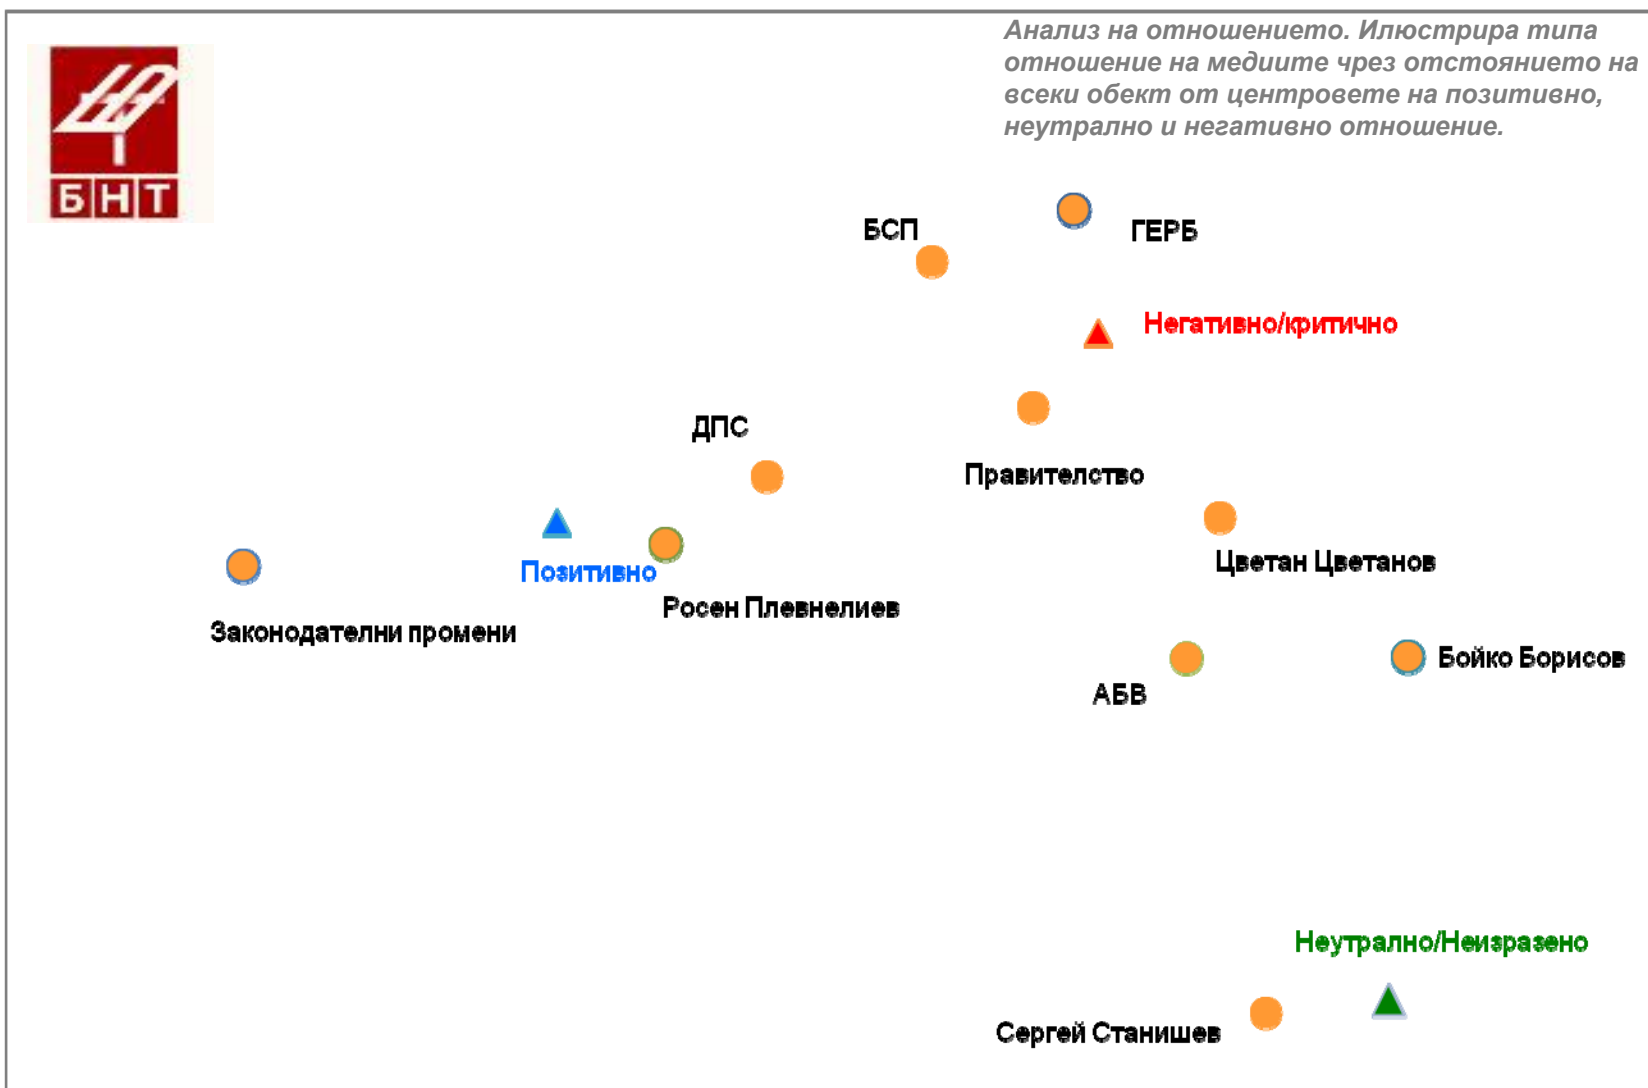 Анализ на отношението. Илюстрира типа
отношение на медиите чрез отстоянието на
всеки обект от центровете на позитивно,
неутрално и негативно отношение.
БНТ
БСП
ГЕРБ
Негативно/критично
ДПС
Правителство
Цветан Цветанов
Позитивно
Росен Плевнелиев
Законодателни промени
Бойко Борисов
АБВ
Неутрално/Неизразено
Сергей Станишев